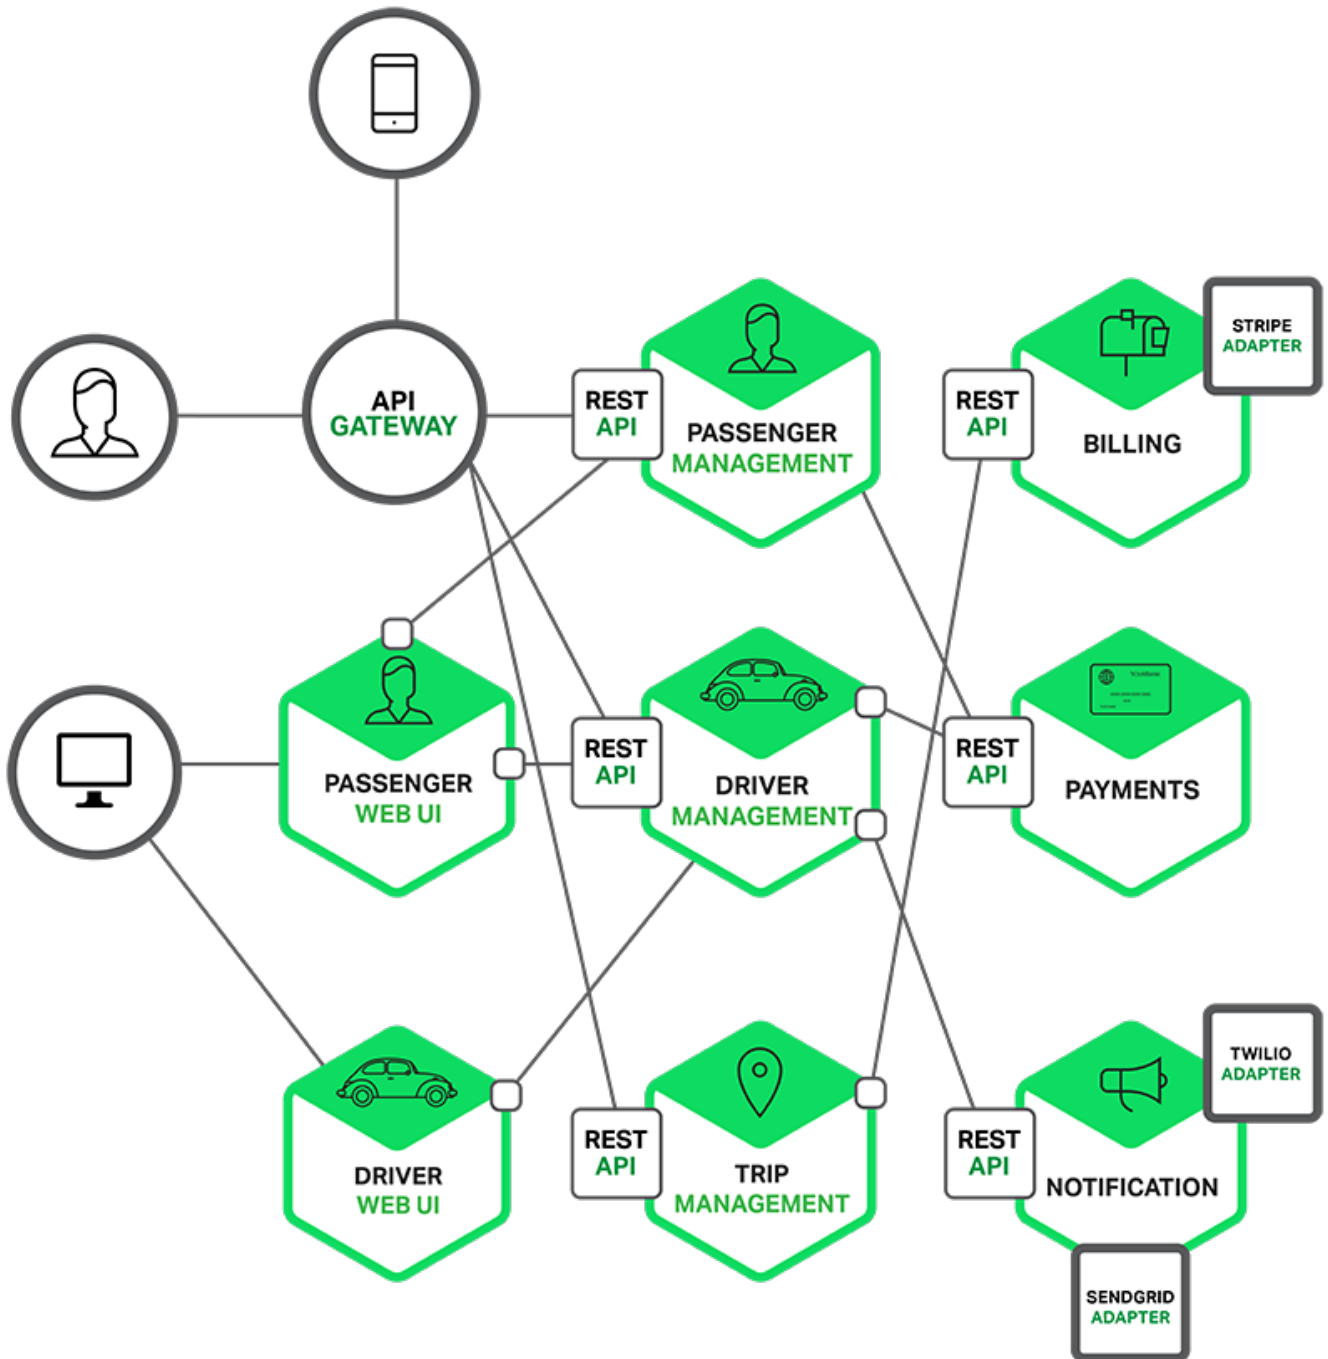 API
GATEWAY
REST
API
PASSENGER
MANAGEMENT
REST
API
BILLING
STRIPE
ADAPTER
PASSENGER
WEB UI
REST
API
DRIVER
MANAGEMENT
REST
API
PAYMENTS
DRIVER
WEB UI
REST
API
TRIP
MANAGEMENT
REST
API
NOTIFICATION
TWILIO
ADAPTER
SENDGRID
ADAPTER